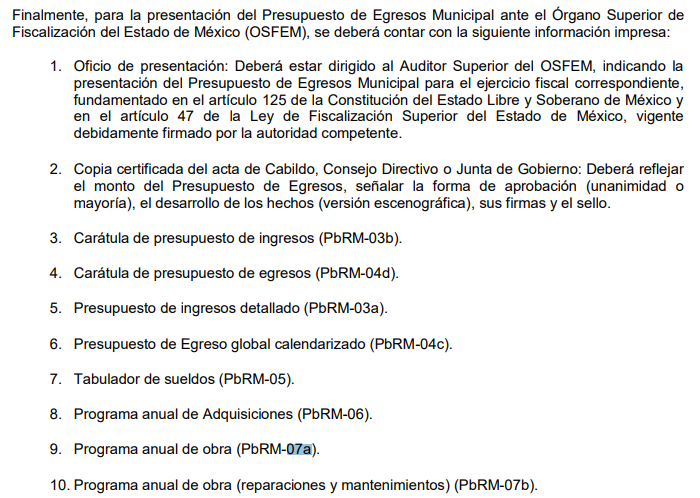 Finalmente, para la presentación del Presupuesto de Egresos Municipal ante el Órgano Superior de
Fiscalización del Estado de México (OSFEM), se deberá contar con la siguiente información impresa:
1. Oficio de presentación: Deberá estar dirigido al Auditor Superior del OSFEM, indicando la
presentación del Presupuesto de Egresos Municipal para el ejercicio fiscal correspondiente,
fundamentado en el artículo 125 de la Constitución del Estado Libre y Soberano de México y
en el artículo 47 de la Ley de Fiscalización Superior del Estado de México, vigente
debidamente firmado por la autoridad competente.
2. Copia certificada del acta de Cabildo, Consejo Directivo o Junta de Gobierno: Deberá reflejar
el monto del Presupuesto de Egresos, señalar la forma de aprobación (unanimidad o
mayoría), el desarrollo de los hechos (versión escenográfica), sus firmas y el sello.
3. Carátula de presupuesto de ingresos (PbRM-03b).
4. Carátula de presupuesto de egresos (PbRM-04d).
5. Presupuesto de ingresos detallado (PbRM-03a).
6. Presupuesto de Egreso global calendarizado (PbRM-04c).
7. Tabulador de sueldos (PbRM-05).
8. Programa anual de Adquisiciones (PbRM-06).
9. Programa anual de obra (PbRM-07a).
10. Programa anual de obra (reparaciones y mantenimientos) (PbRM-07b).